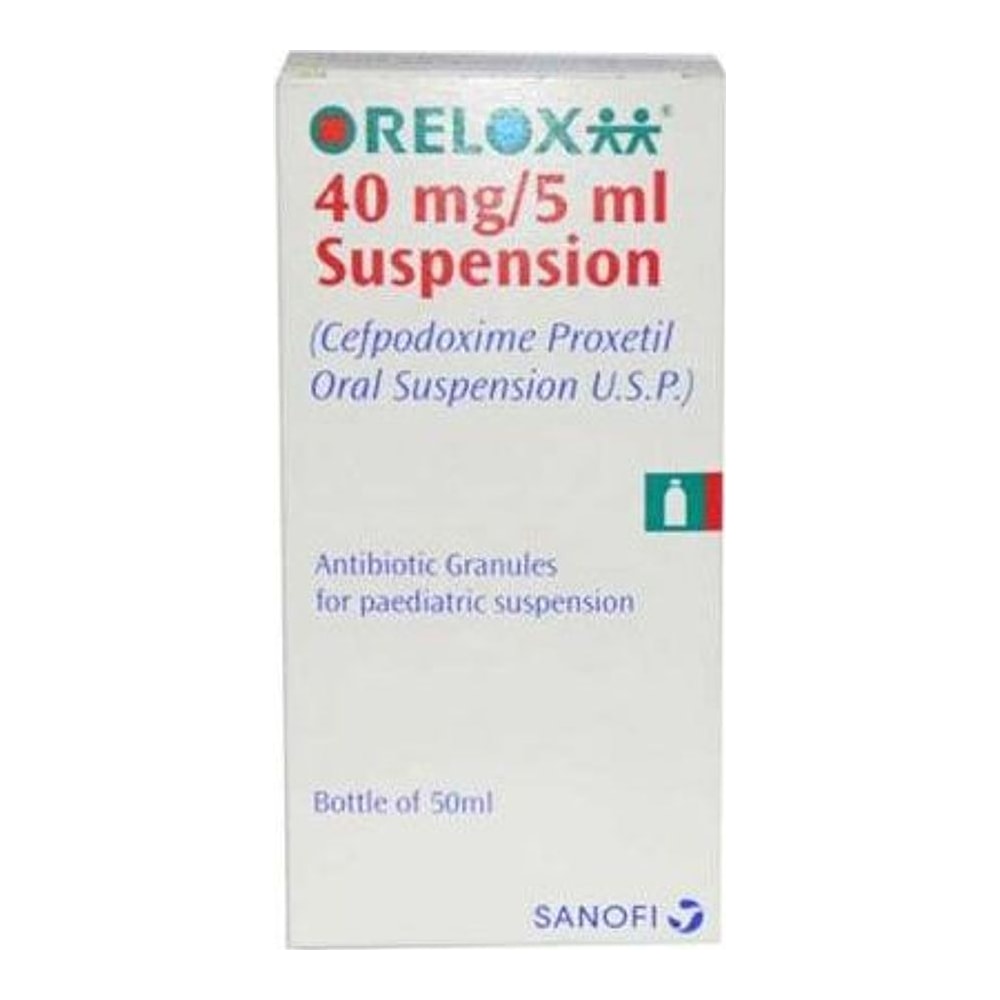 ORELOX®
40 mg/5 ml
Suspension
(Cefpodoxime Proxetil
Oral Suspension U.S.P.)
Antibiotic Granules
for paediatric suspension
Bottle of 50ml
SANOFI